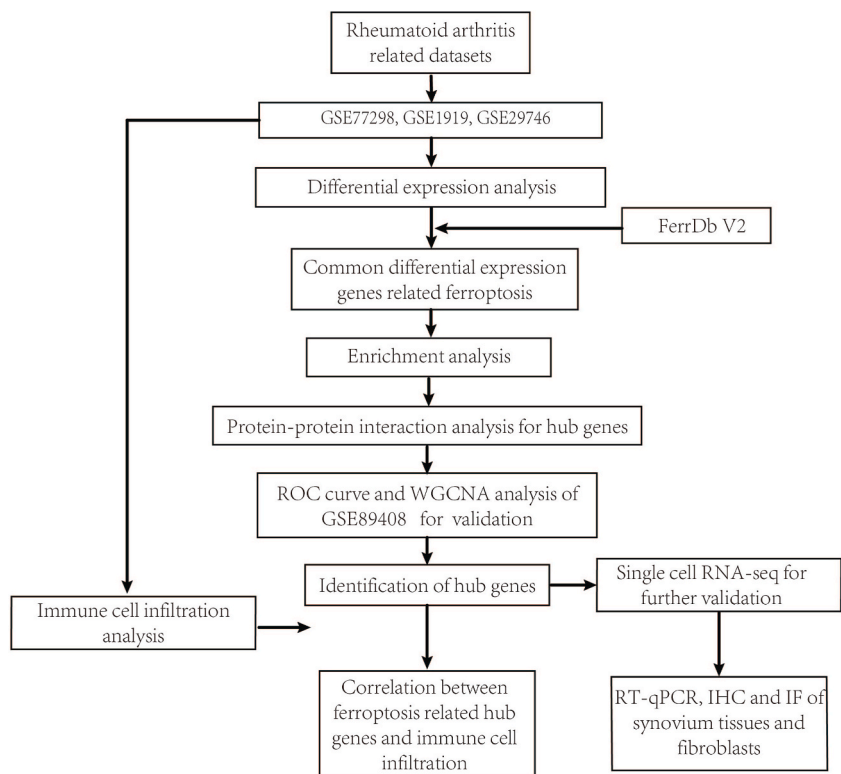 Rheumatoid arthritis
related datasets
GSE77298, GSE1919, GSE29746
Differential expression analysis
FerrDb V2
Common differential expression
genes related ferroptosis
Enrichment analysis
Protein-protein interaction analysis for hub genes
ROC curve and WGCNA analysis of
GSE89408 for validation
Identification of hub genes
Single cell RNA-seq for
further validation
Immune cell infiltration
analysis
Correlation between
ferroptosis related hub
genes and immune cell
infiltration
RT-qPCR, IHC and IF of
synovium tissues and
fibroblasts